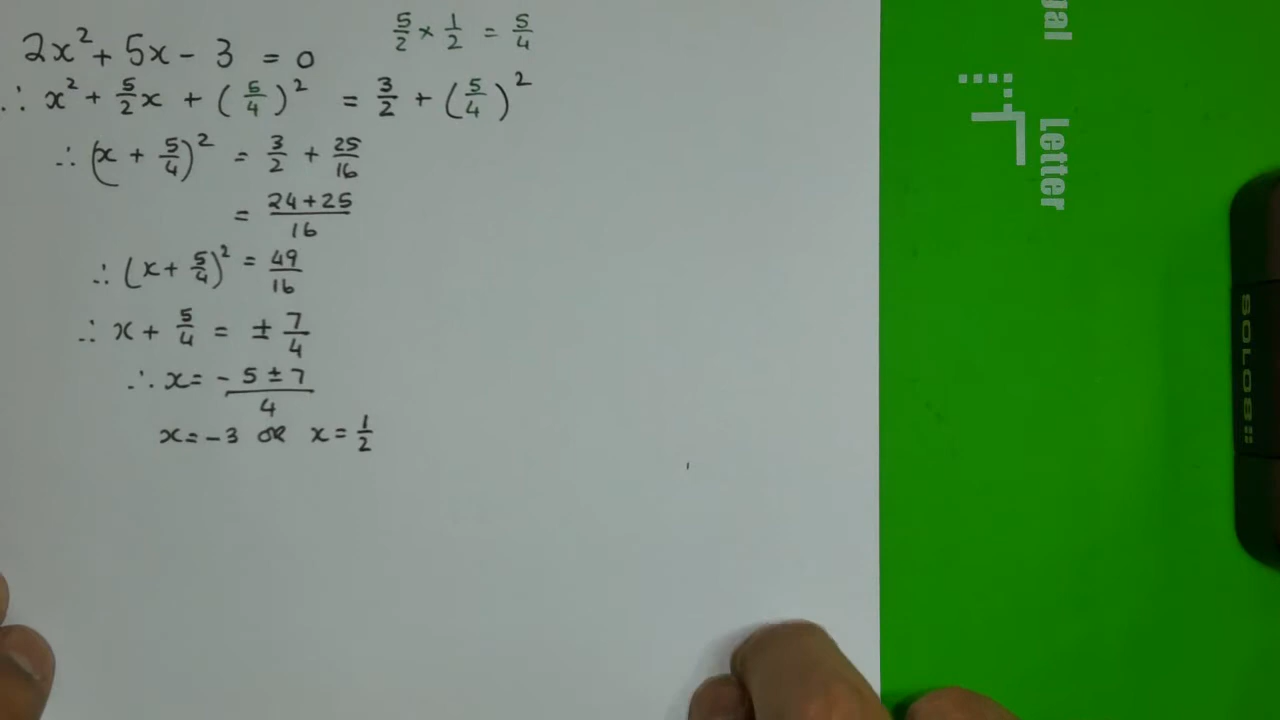 2x² + 5x - 3 = 0
5/2 × 1/2 = 5/4
∴ x² + 5/2 x + (5/4)² = 3/2 + (5/4)²
∴ (x + 5/4)² = 3/2 + 25/16
= 24+25/16
∴ (x + 5/4)² = 49/16
∴ x + 5/4 = ± 7/4
∴ x = -5 ± 7/4
x = -3 OR x = 1/2
Letter
SOLO